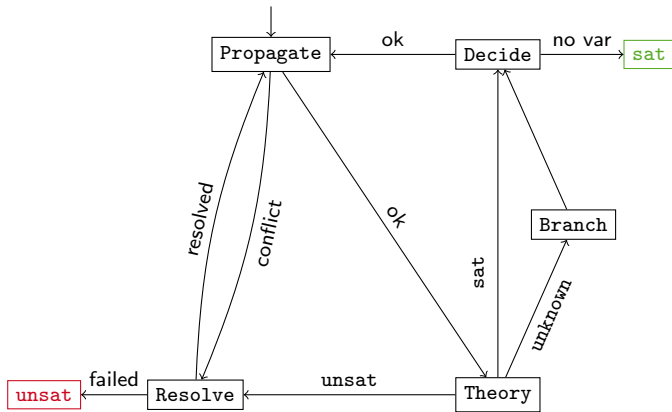 Propagate
ok
Decide
no var
sat
resolved
conflict
ok
sat
Branch
unknown
unsat
failed
Resolve
unsat
Theory